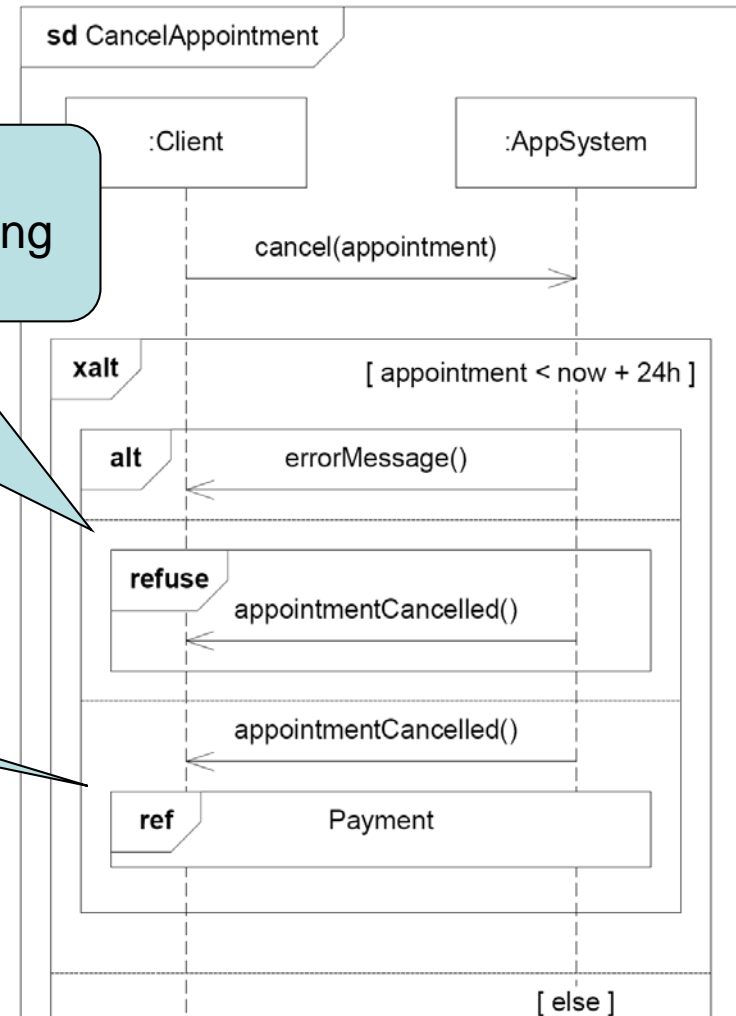 sd CancelAppointment
:Client
:AppSystem
ng
cancel(appointment)
xalt
[ appointment < now + 24h ]
alt
errorMessage()
refuse
appointmentCancelled()
appointmentCancelled()
ref
Payment
[ else ]